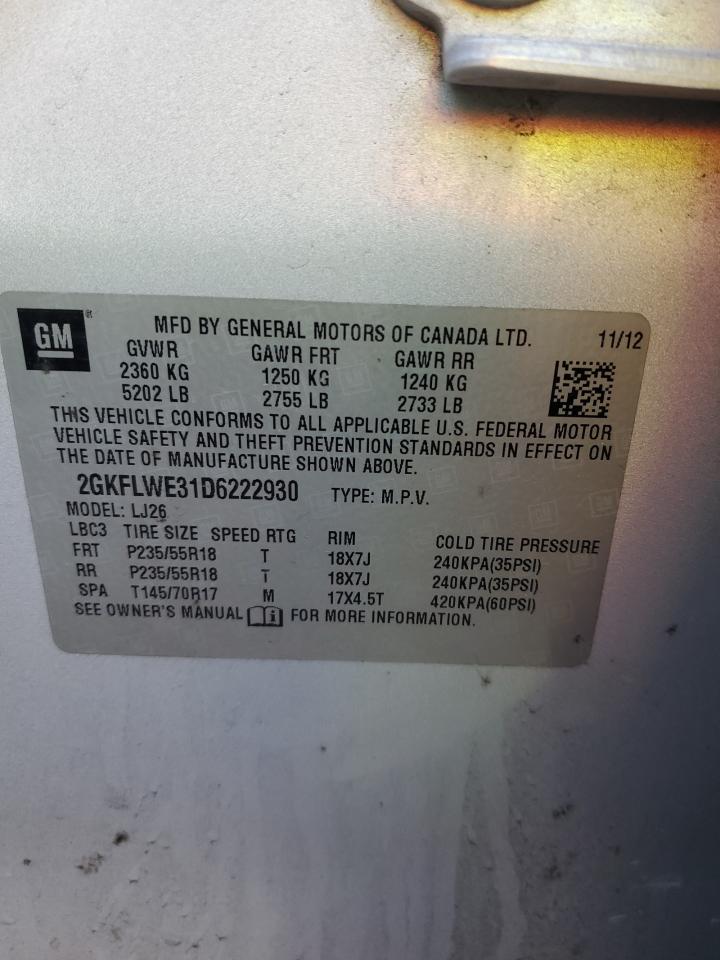 GM
MFD BY GENERAL MOTORS OF CANADA LTD. 11/12
GVWR GAWR FRT GAWR RR
2360 KG 1250 KG 1240 KG
5202 LB 2755 LB 2733 LB
THIS VEHICLE CONFORMS TO ALL APPLICABLE U.S. FEDERAL MOTOR
VEHICLE SAFETY AND THEFT PREVENTION STANDARDS IN EFFECT ON
THE DATE OF MANUFACTURE SHOWN ABOVE.
2GKFLWE31D6222930 TYPE: M.P.V.
MODEL: LJ26
LBC3 TIRE SIZE SPEED RTG RIM COLD TIRE PRESSURE
FRT P235/55R18 T 18X7J 240KPA(35PSI)
RR P235/55R18 T 18X7J 240KPA(35PSI)
SPA T145/70R17 M 17X4.5T 420KPA(60PSI)
SEE OWNER'S MANUAL FOR MORE INFORMATION.